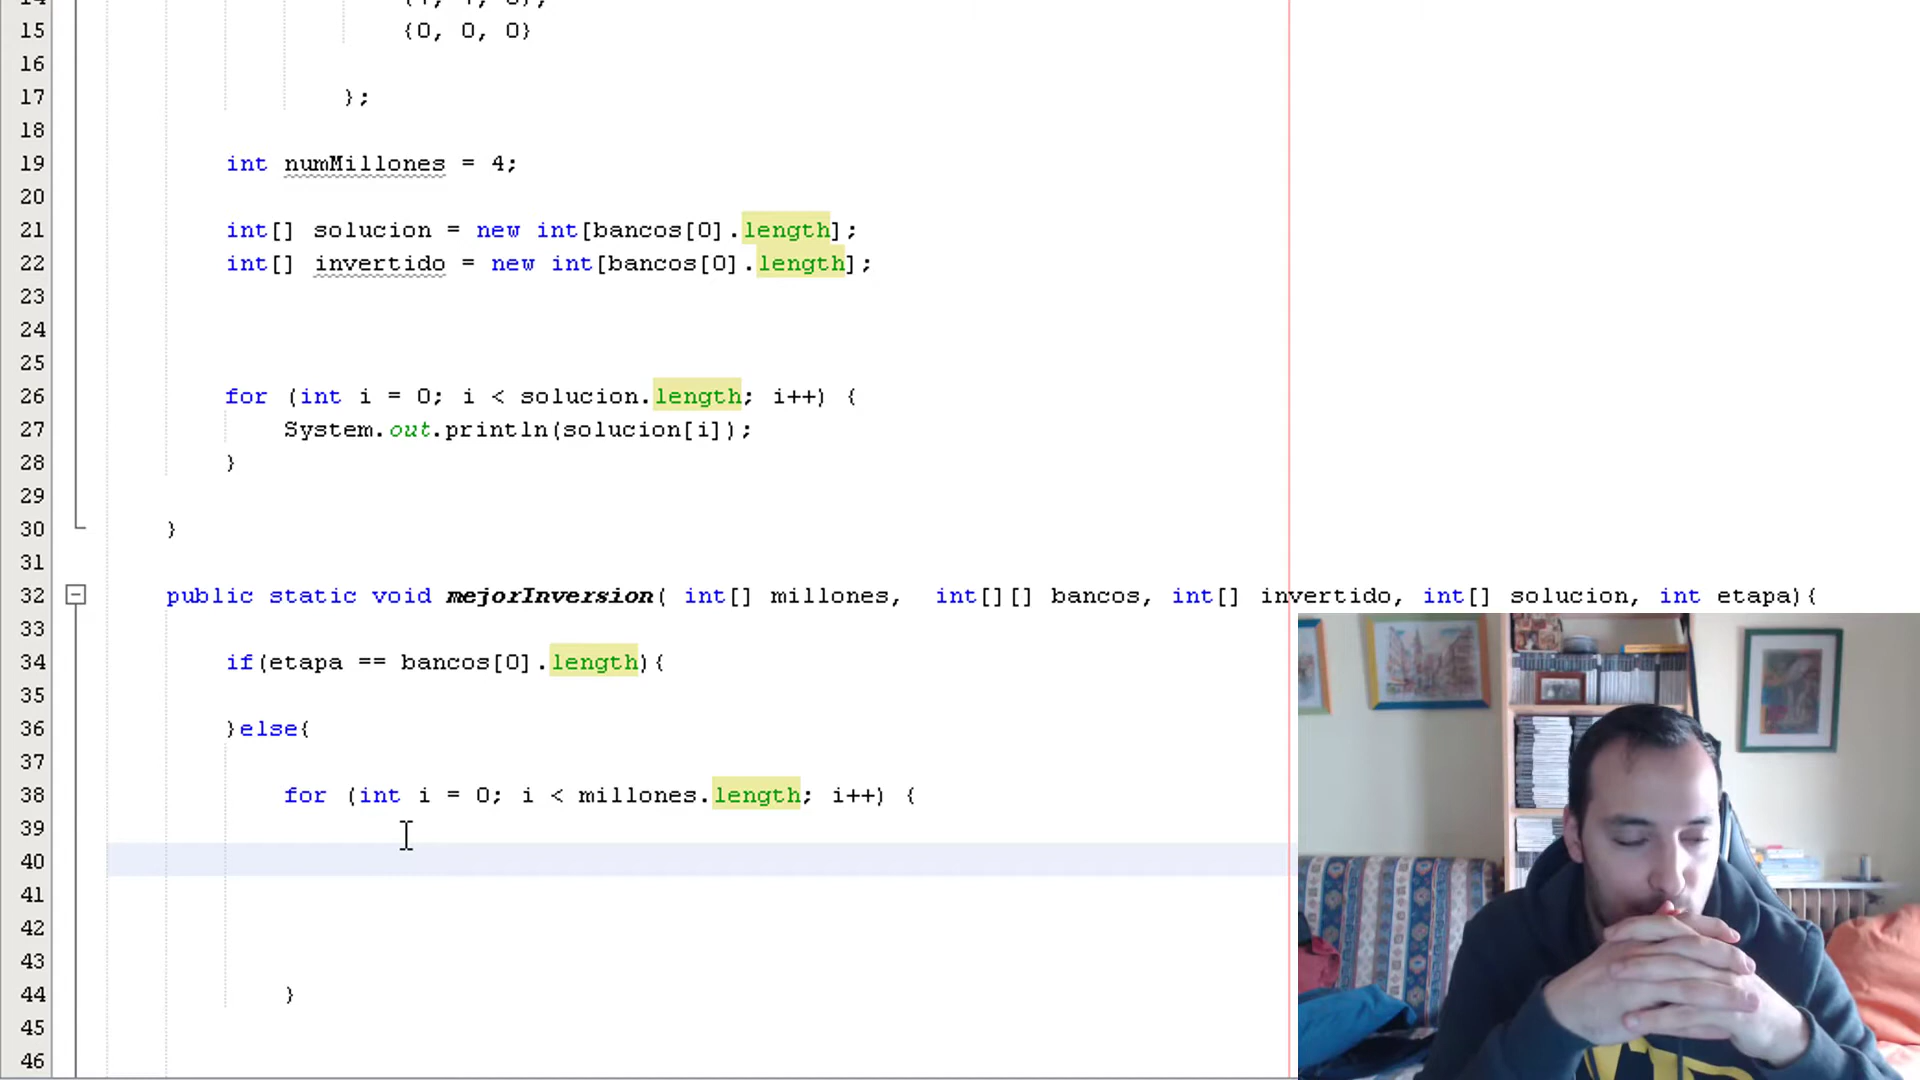 14
15 {0, 0, 0}
16
17 };
18
19 int numMillones = 4;
20
21 int[] solucion = new int[bancos[0].length];
22 int[] invertido = new int[bancos[0].length];
23
24
25
26 for (int i = 0; i < solucion.length; i++) {
27 System.out.println(solucion[i]);
28 }
29
30 }
31
32 public static void mejorInversion( int[] millones,  int[][] bancos, int[] invertido, int[] solucion, int etapa){
33
34 if(etapa == bancos[0].length){
35
36 }else{
37
38 for (int i = 0; i < millones.length; i++) {
39
40
41
42
43
44 }
45
46